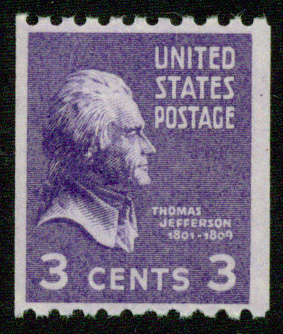 UNITED
STATES
POSTAGE
THOMAS
JEFFERSON
1801-1809
3 CENTS 3